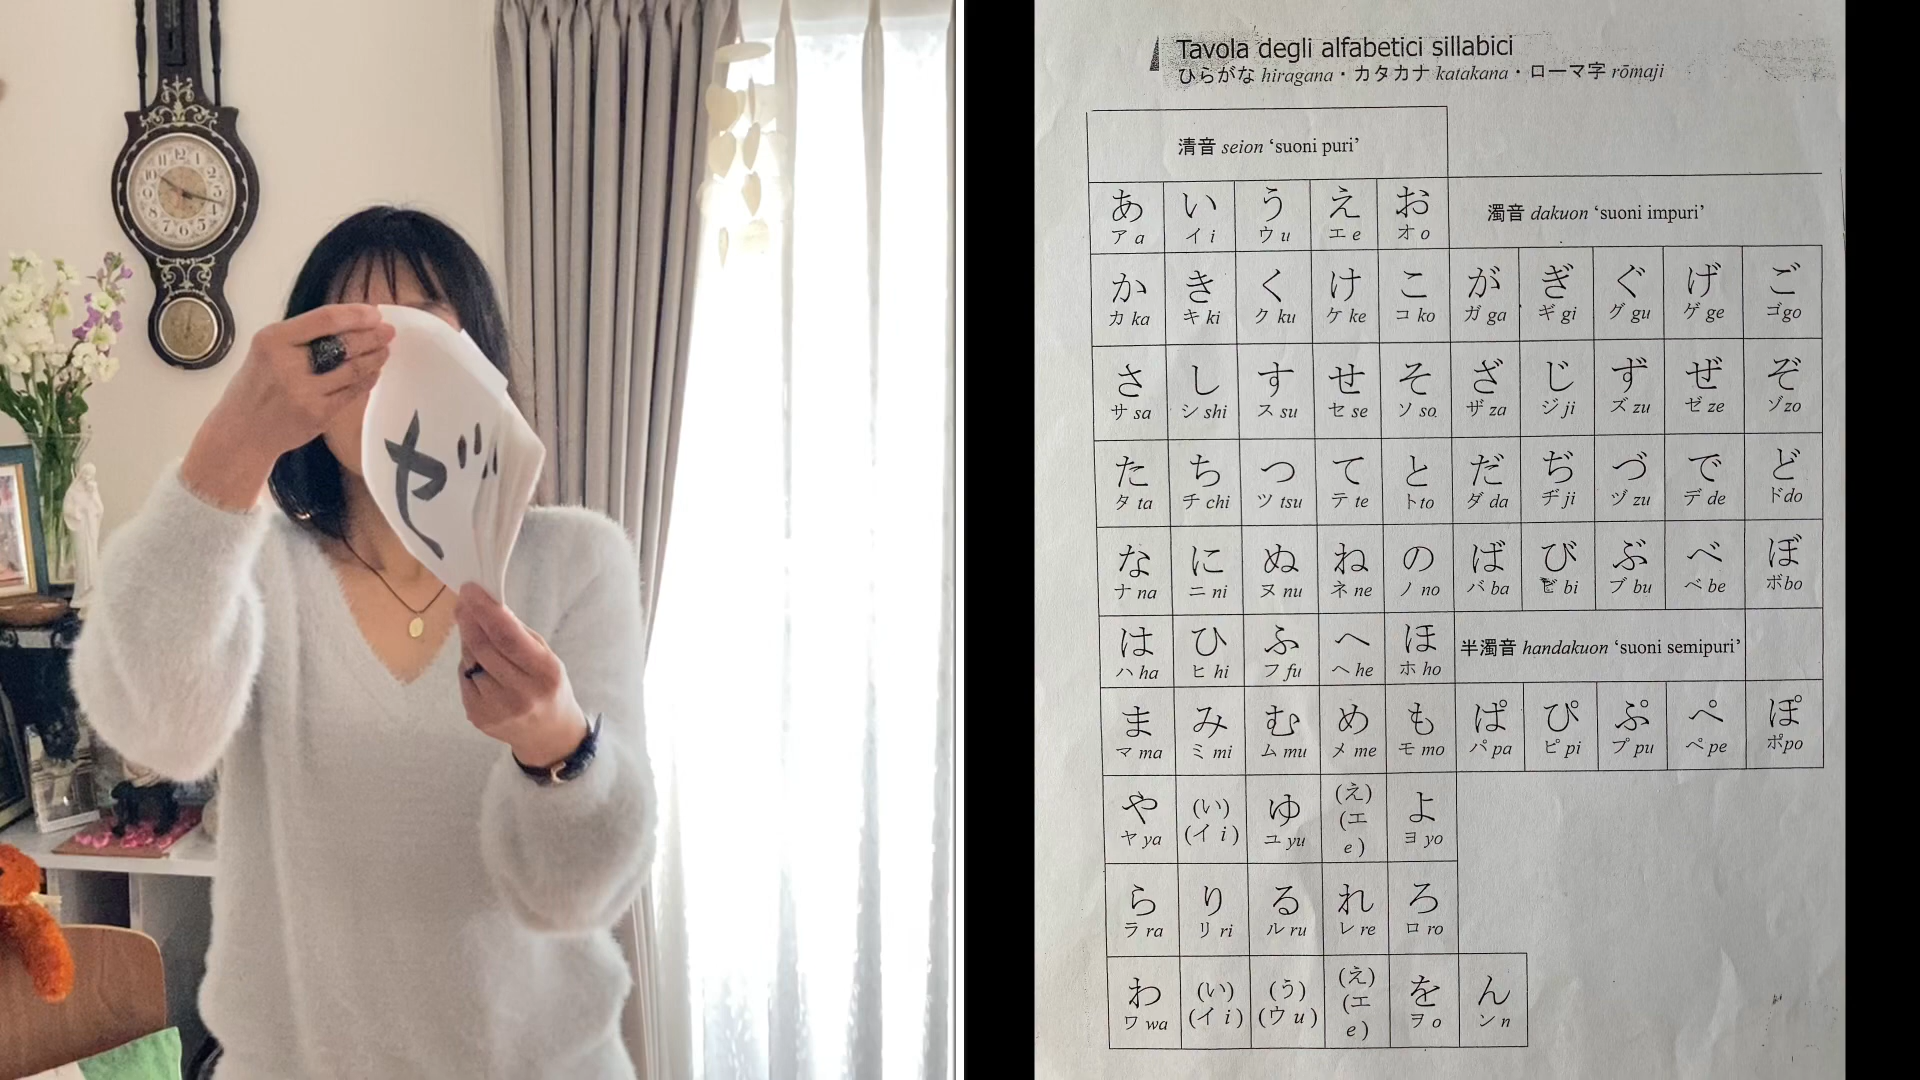 ゼ
Tavola degli alfabetici sillabici
ひらがな hiragana・カタカナ katakana・ローマ字 rōmaji
清音 seion ‘suoni puri’
あ い う え お
ア a イ i ウ u エ e オ o
濁音 dakuon ‘suoni impuri’
か き く け こ が ぎ ぐ げ ご
カ ka キ ki ク ku ケ ke コ ko ガ ga ギ gi グ gu ゲ ge ゴ go
さ し す せ そ ざ じ ず ぜ ぞ
サ sa シ shi ス su セ se ソ so ザ za ジ ji ズ zu ゼ ze ゾ zo
た ち つ て と だ ぢ づ で ど
タ ta チ chi ツ tsu テ te ト to ダ da ヂ ji ヅ zu デ de ド do
な に ぬ ね の ば び ぶ べ ぼ
ナ na ニ ni ヌ nu ネ ne ノ no バ ba ビ bi ブ bu ベ be ボ bo
は ひ ふ へ ほ
ハ ha ヒ hi フ fu ヘ he ホ ho
半濁音 handakuon ‘suoni semipuri’
ま み む め も ぱ ぴ ぷ ぺ ぽ
マ ma ミ mi ム mu メ me モ mo パ pa ピ pi プ pu ペ pe ポ po
や (い) ゆ (え) よ
ヤ ya (イ i) ユ yu (エ e) ヨ yo
ら り る れ ろ
ラ ra リ ri ル ru レ re ロ ro
わ (い) (う) (え) を ん
ワ wa (イ i) (ウ u) (エ e) ヲ o ン n